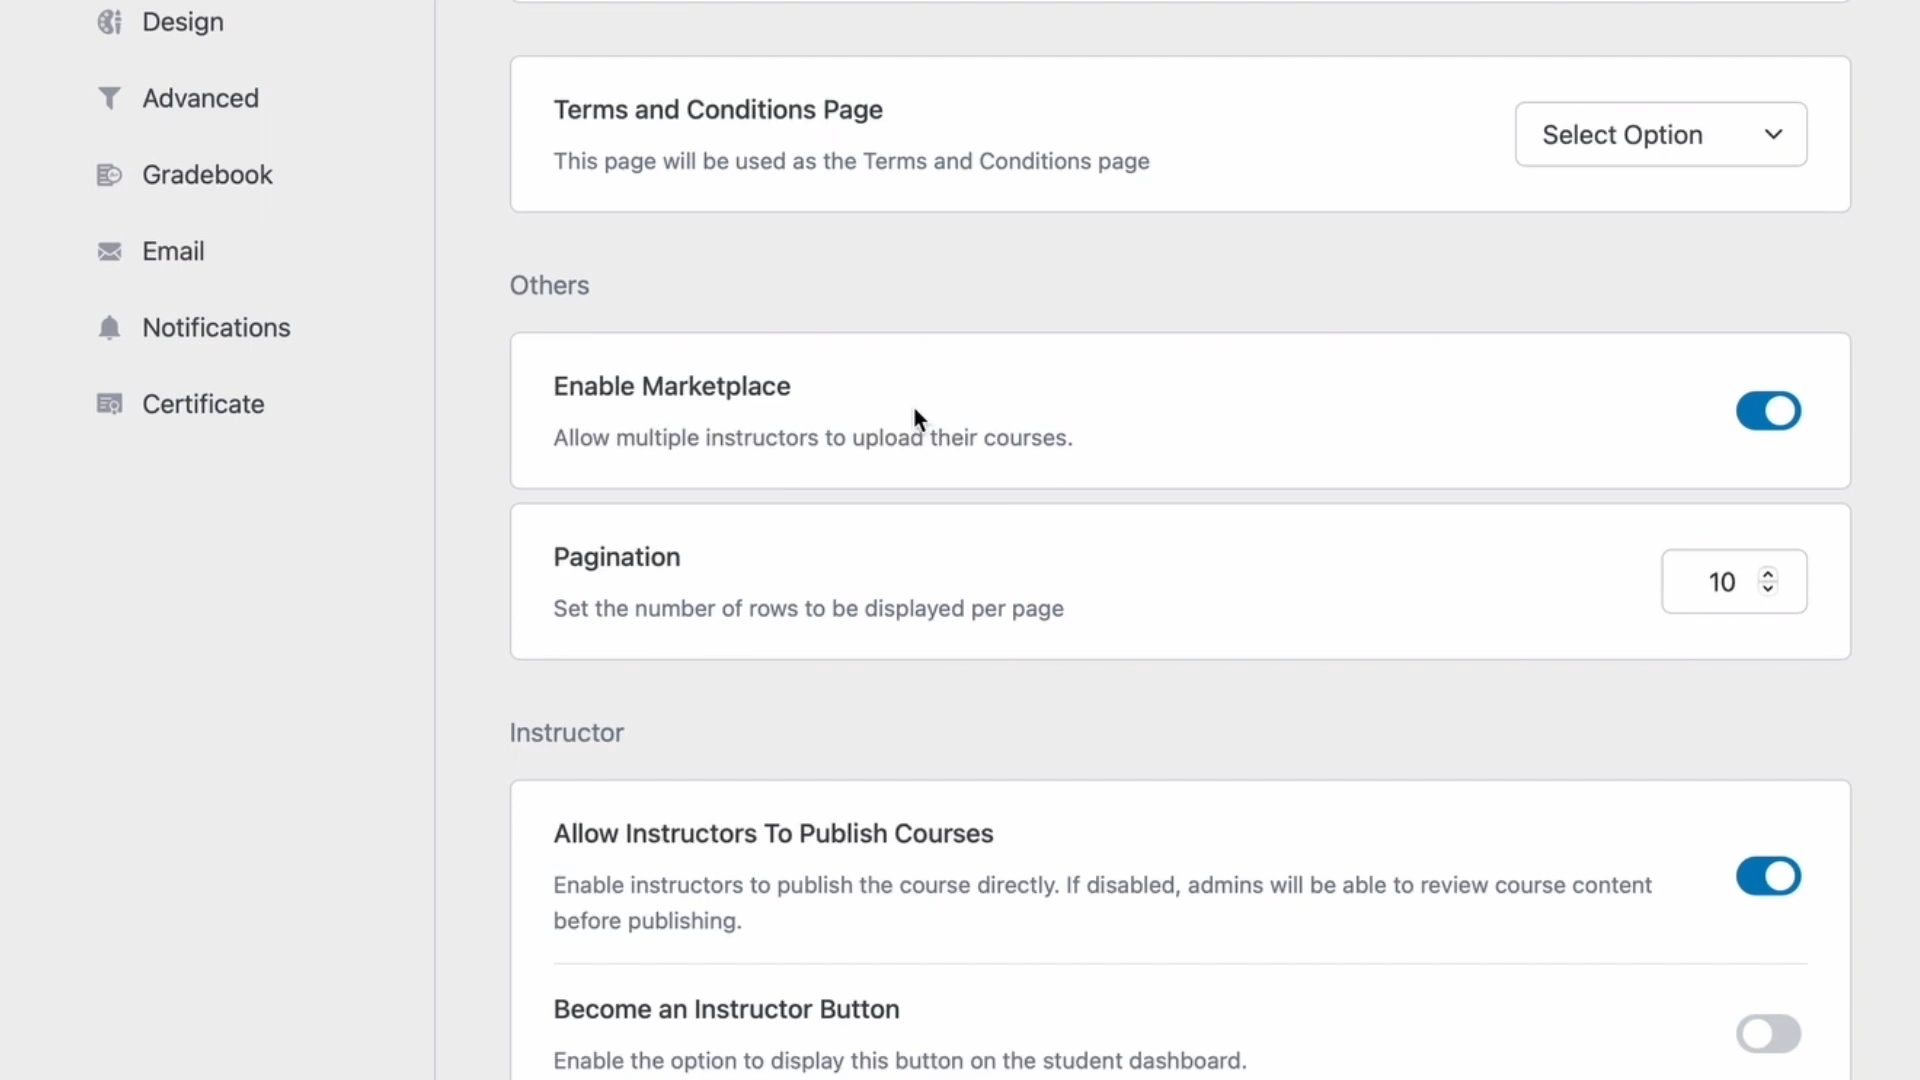 Design
Advanced
Gradebook
Email
Notifications
Certificate
Terms and Conditions Page
This page will be used as the Terms and Conditions page
Select Option
Others
Enable Marketplace
Allow multiple instructors to upload their courses.
Pagination
Set the number of rows to be displayed per page
10
Instructor
Allow Instructors To Publish Courses
Enable instructors to publish the course directly. If disabled, admins will be able to review course content
before publishing.
Become an Instructor Button
Enable the option to display this button on the student dashboard.